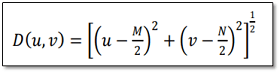 D(u, v) = [(u − M/2)² + (v − N/2)²]^(1/2)